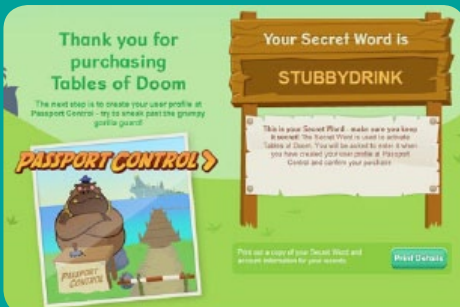 Thank you for
purchasing
Tables of Doom
The next step is to create your user profile at
Passport Control - try to sneak past the grumpy
gorilla guard!
PASSPORT CONTROL
PASSPORT
CONTROL
Your Secret Word is
STUBBYDRINK
This is your Secret Word - make sure you keep
it secret! The Secret Word is used to activate
Tables of Doom. You will be asked to enter it when
you have created your user profile at Passport
Control and confirm your purchase
Print out a copy of your Secret Word and
account information for your records.
Print Details